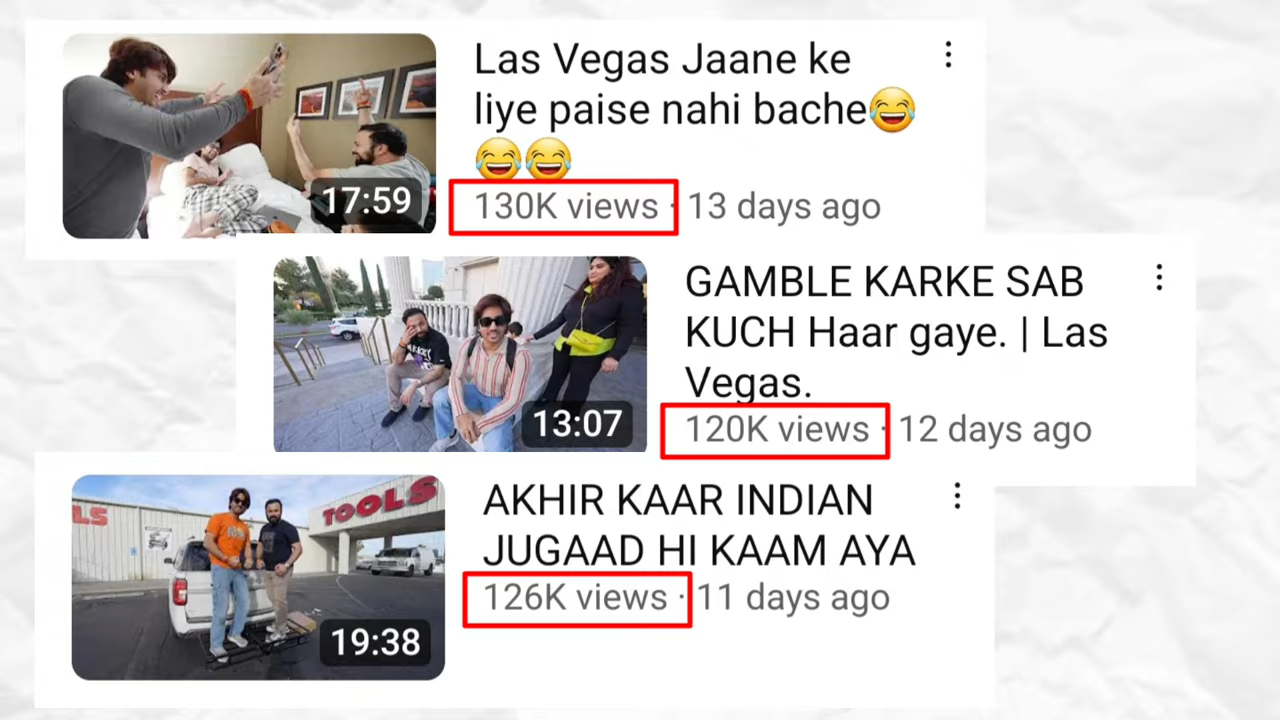 Las Vegas Jaane ke
liye paise nahi bache😂
😂😂
130K views · 13 days ago
17:59
GAMBLE KARKE SAB
KUCH Haar gaye. | Las
Vegas.
120K views · 12 days ago
13:07
LS
TOOLS
AKHIR KAAR INDIAN
JUGAAD HI KAAM AYA
126K views · 11 days ago
19:38